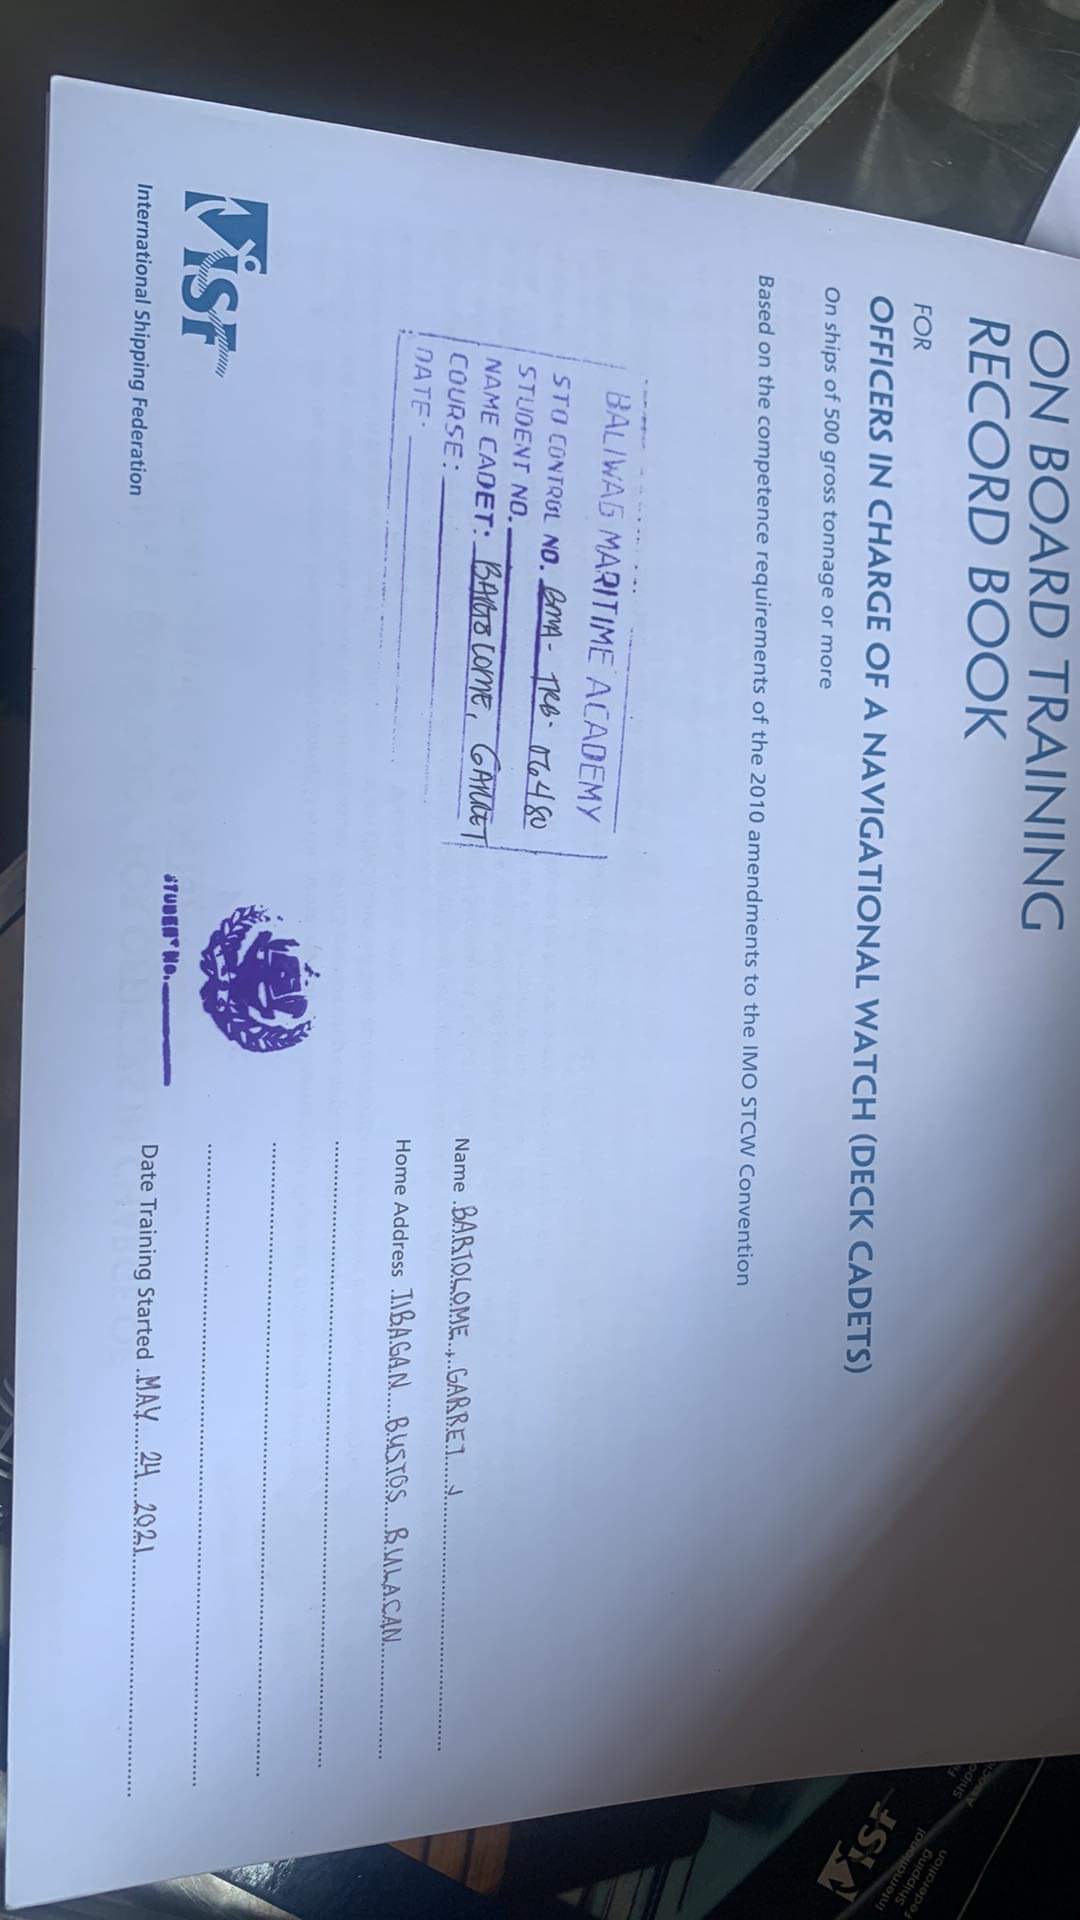 ON BOARD TRAINING
RECORD BOOK
FOR
OFFICERS IN CHARGE OF A NAVIGATIONAL WATCH (DECK CADETS)
On ships of 500 gross tonnage or more
Based on the competence requirements of the 2010 amendments to the IMO STCW Convention
BALIWAG MARITIME ACADEMY
STO CONTROL NO. BMA- TRB- 06480
STUDENT NO.
NAME CADET: BARTOLOME, GARRET
COURSE:
DATE:
Name BARTOLOME, GARRET J
Home Address TIBAGAN BUSTOS BULACAN
STUDENT NO.
Date Training Started MAY 24 2021
ISF
International Shipping Federation
ISF
International
Shipping
Federation